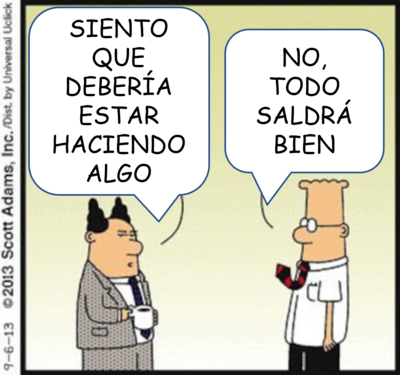 SIENTO
QUE
DEBERÍA
ESTAR
HACIENDO
ALGO
NO,
TODO
SALDRÁ
BIEN
9-6-13 ©2013 Scott Adams, Inc./Dist. by Universal Uclick